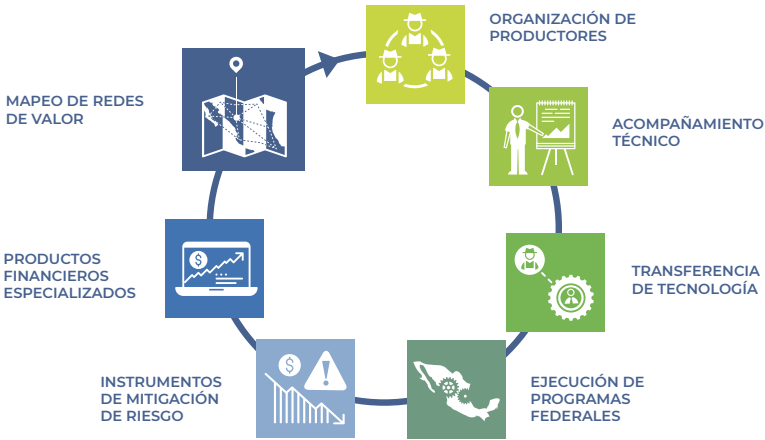 ORGANIZACIÓN DE
PRODUCTORES
MAPEO DE REDES
DE VALOR
ACOMPAÑAMIENTO
TÉCNICO
PRODUCTOS
FINANCIEROS
ESPECIALIZADOS
$
TRANSFERENCIA
DE TECNOLOGÍA
INSTRUMENTOS
DE MITIGACIÓN
DE RIESGO
$
!
EJECUCIÓN DE
PROGRAMAS
FEDERALES